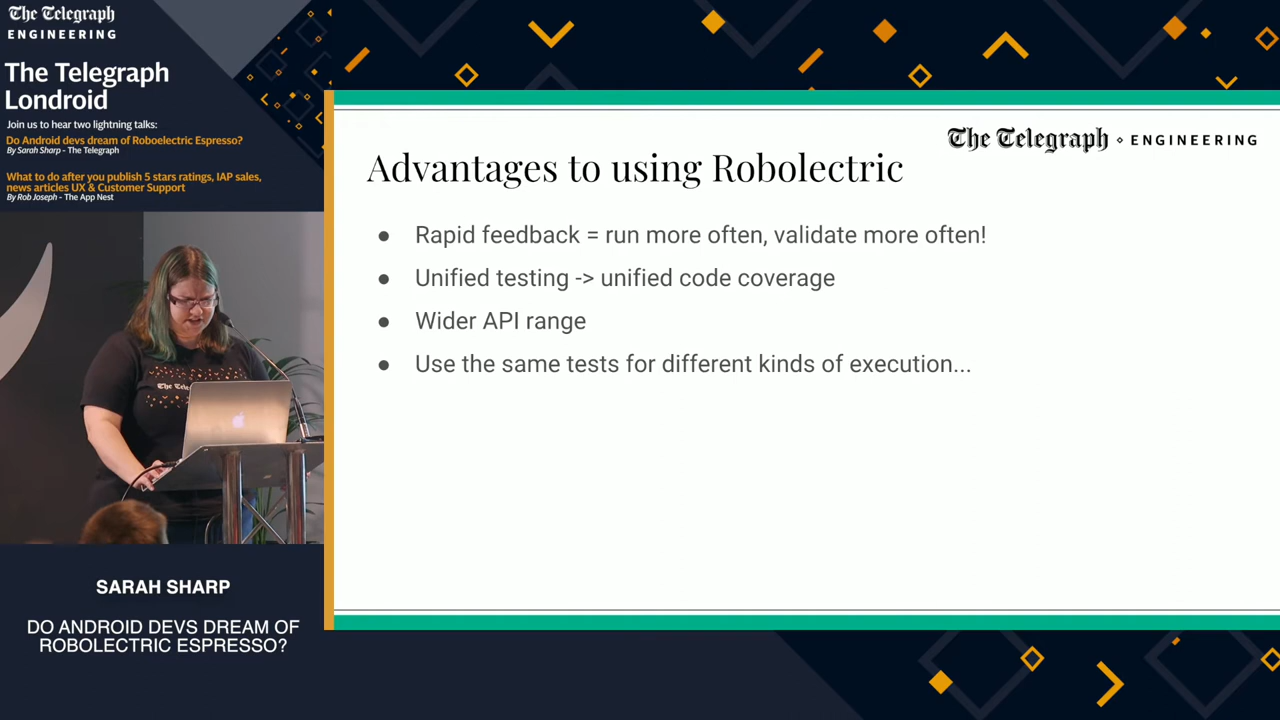 The Telegraph
ENGINEERING
The Telegraph
Londroid
Join us to hear two lightning talks:
Do Android devs dream of Roboelectric Espresso?
By Sarah Sharp - The Telegraph
What to do after you publish 5 stars ratings, IAP sales,
news articles UX & Customer Support
By Rob Joseph - The App Nest
The Telegraph ENGINEERING
Advantages to using Robolectric
● Rapid feedback = run more often, validate more often!
● Unified testing -> unified code coverage
● Wider API range
● Use the same tests for different kinds of execution...
SARAH SHARP
DO ANDROID DEVS DREAM OF
ROBOLECTRIC ESPRESSO?